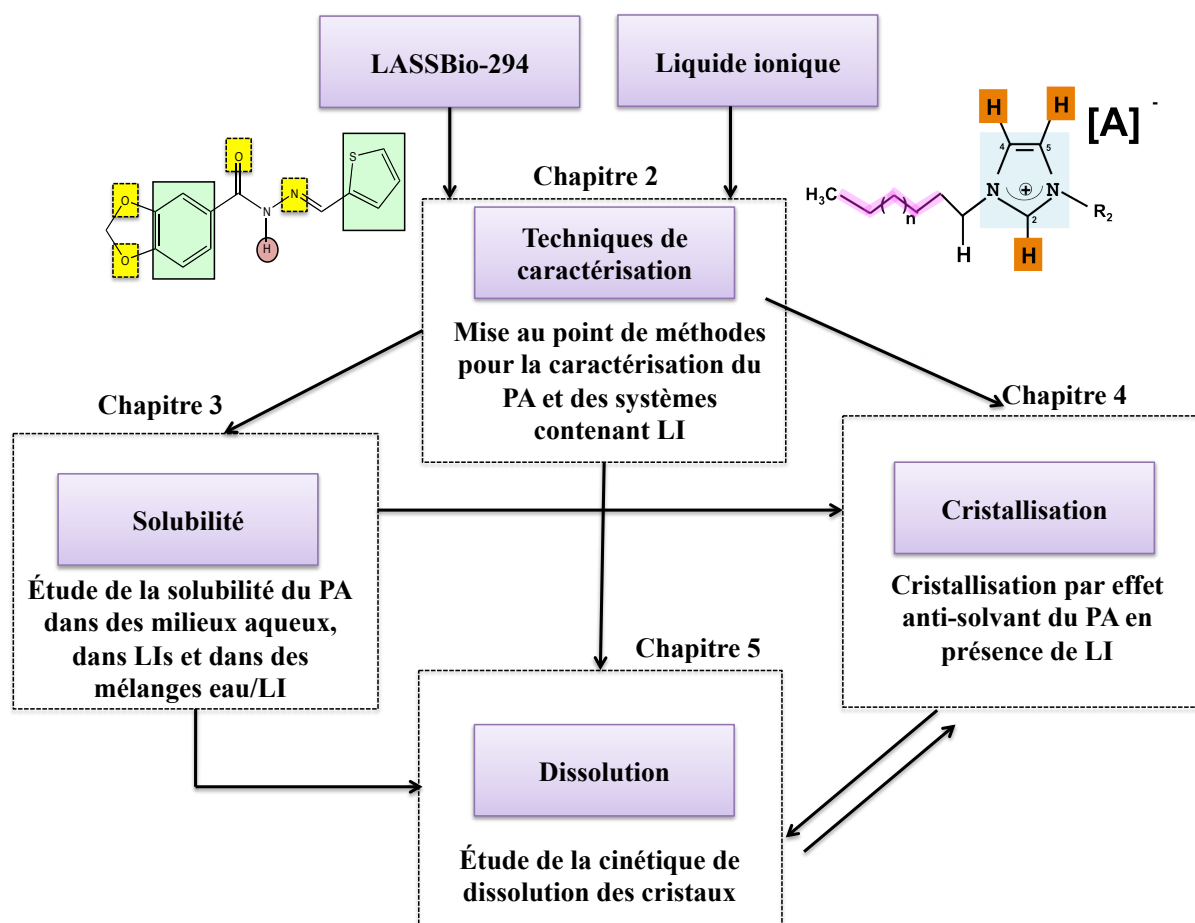 LASSBio-294
Liquide ionique
O
O
O
N
H
N
S
H
H
4
5
N
N
+
2
H
H
H₃C
n
R₂
[A]
-
Chapitre 2
Techniques de
caractérisation
Mise au point de méthodes
pour la caractérisation du
PA et des systèmes
contenant LI
Chapitre 3
Solubilité
Étude de la solubilité du PA
dans des milieux aqueux,
dans LIs et dans des
mélanges eau/LI
Chapitre 4
Cristallisation
Cristallisation par effet
anti-solvant du PA en
présence de LI
Chapitre 5
Dissolution
Étude de la cinétique de
dissolution des cristaux